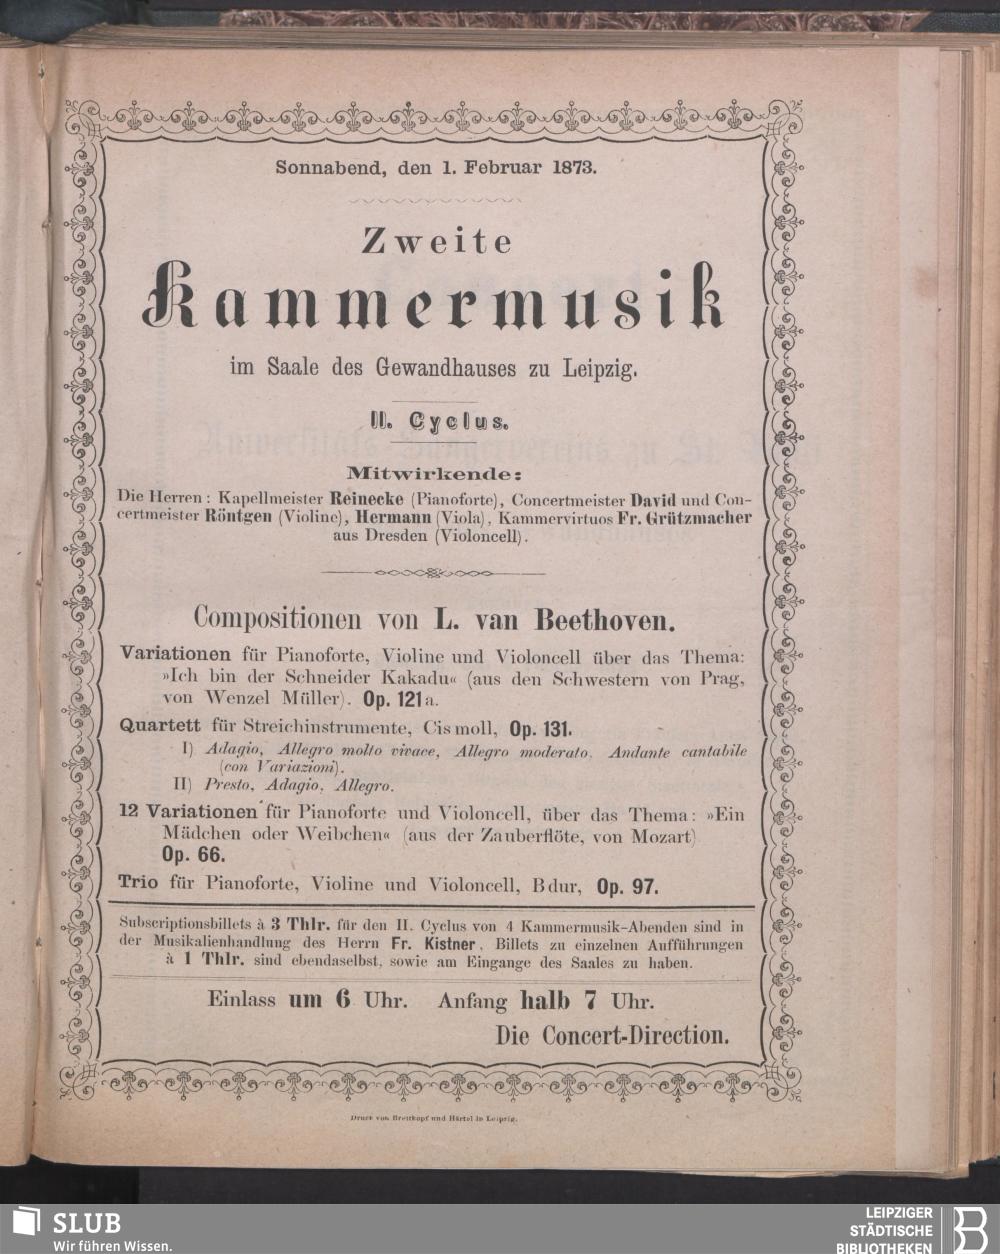 Sonnabend, den 1. Februar 1873.
Zweite
Kammermusik
im Saale des Gewandhauses zu Leipzig.
II. Cyclus.
Mitwirkende:
Die Herren: Kapellmeister Reinecke (Pianoforte), Concertmeister David und Con-
certmeister Röntgen (Violine), Hermann (Viola), Kammervirtuos Fr. Grützmacher
aus Dresden (Violoncell).
Compositionen von L. van Beethoven.
Variationen für Pianoforte, Violine und Violoncell über das Thema:
»Ich bin der Schneider Kakadu« (aus den Schwestern von Prag,
von Wenzel Müller). Op. 121a.
Quartett für Streichinstrumente, Cis moll, Op. 131.
I) Adagio, Allegro molto vivace, Allegro moderato, Andante cantabile
(con Variazioni).
II) Presto, Adagio, Allegro.
12 Variationen für Pianoforte und Violoncell, über das Thema: »Ein
Mädchen oder Weibchen« (aus der Zauberflöte, von Mozart)
Op. 66.
Trio für Pianoforte, Violine und Violoncell, B dur, Op. 97.
Subscriptionsbillets à 3 Thlr. für den II. Cyclus von 4 Kammermusik-Abenden sind in
der Musikalienhandlung des Herrn Fr. Kistner, Billets zu einzelnen Aufführungen
à 1 Thlr. sind ebendaselbst, sowie am Eingange des Saales zu haben.
Einlass um 6 Uhr. Anfang halb 7 Uhr.
Die Concert-Direction.
Druck von Breitkopf und Härtel in Leipzig.
SLUB
Wir führen Wissen.
LEIPZIGER
STÄDTISCHE
BIBLIOTHEKEN